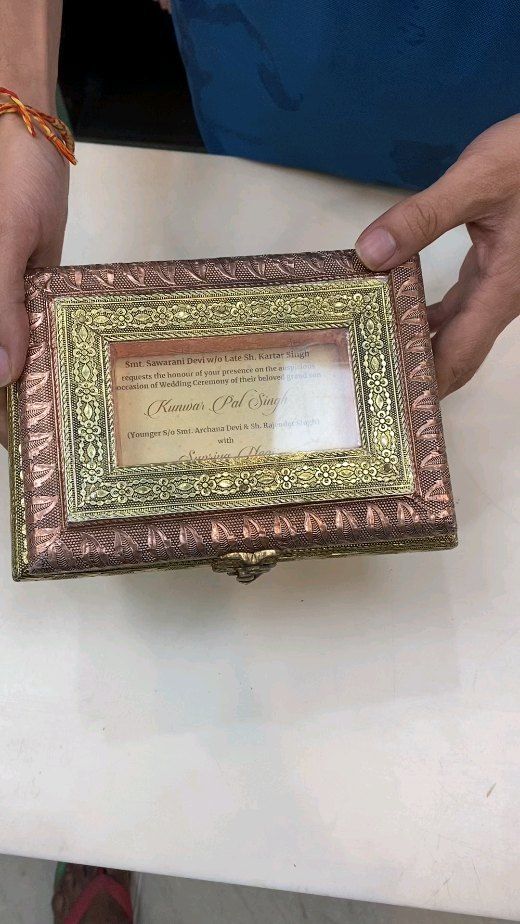 Smt. Sawarani Devi w/o Late Sh. Kartar Singh
requests the honour of your presence on the auspicious
occasion of Wedding Ceremony of their beloved grand son
Kunwar Pal Singh
(Younger S/o Smt. Archana Devi & Sh. Rajender Singh)
with